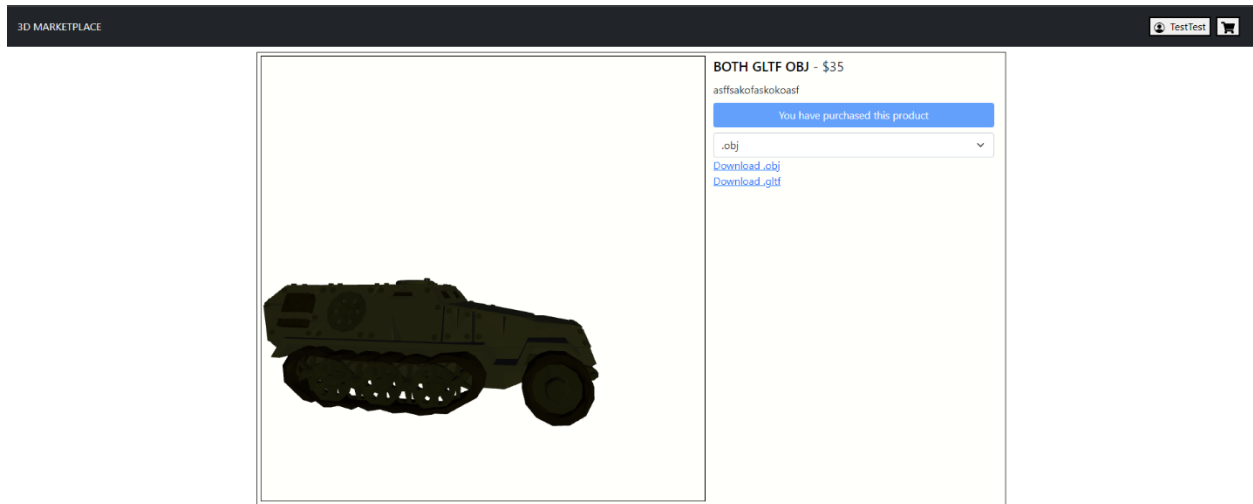 3D MARKETPLACE
TestTest
BOTH GLTF OBJ - $35
asffsakofaskokoasf
You have purchased this product
.obj
Download .obj
Download .gltf